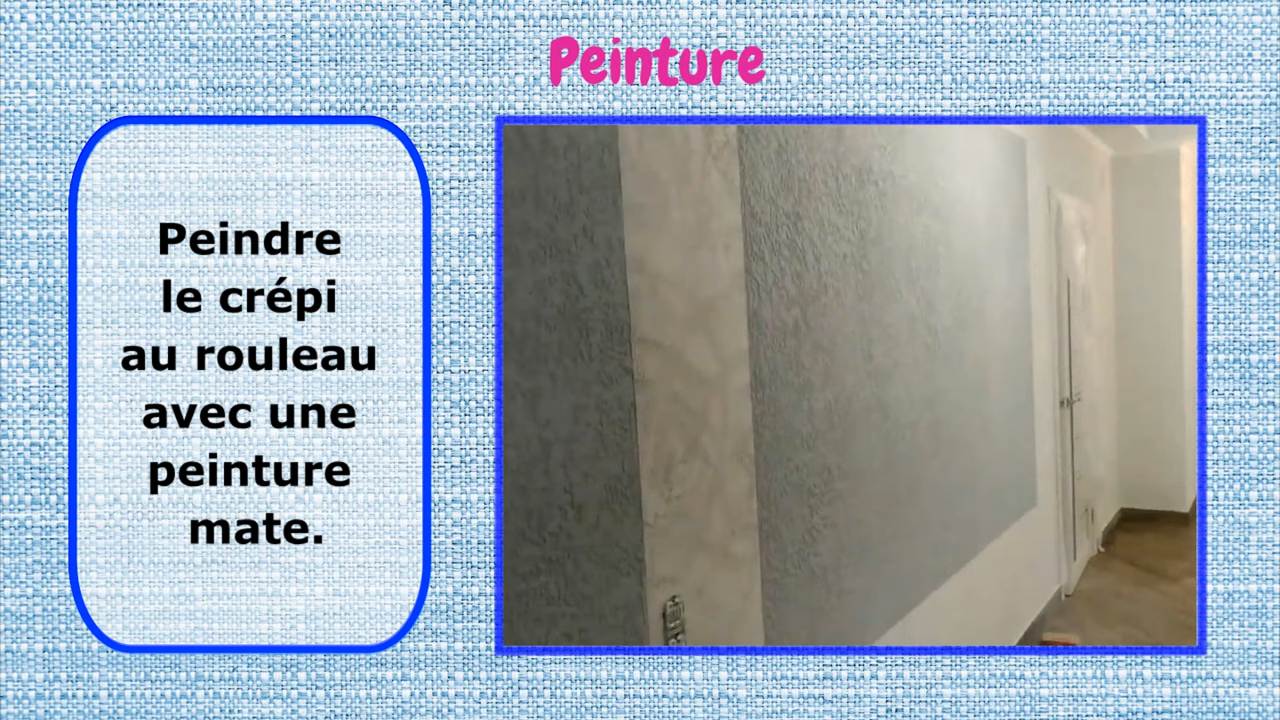 Peinture
Peindre
le crépi
au rouleau
avec une
peinture
mate.